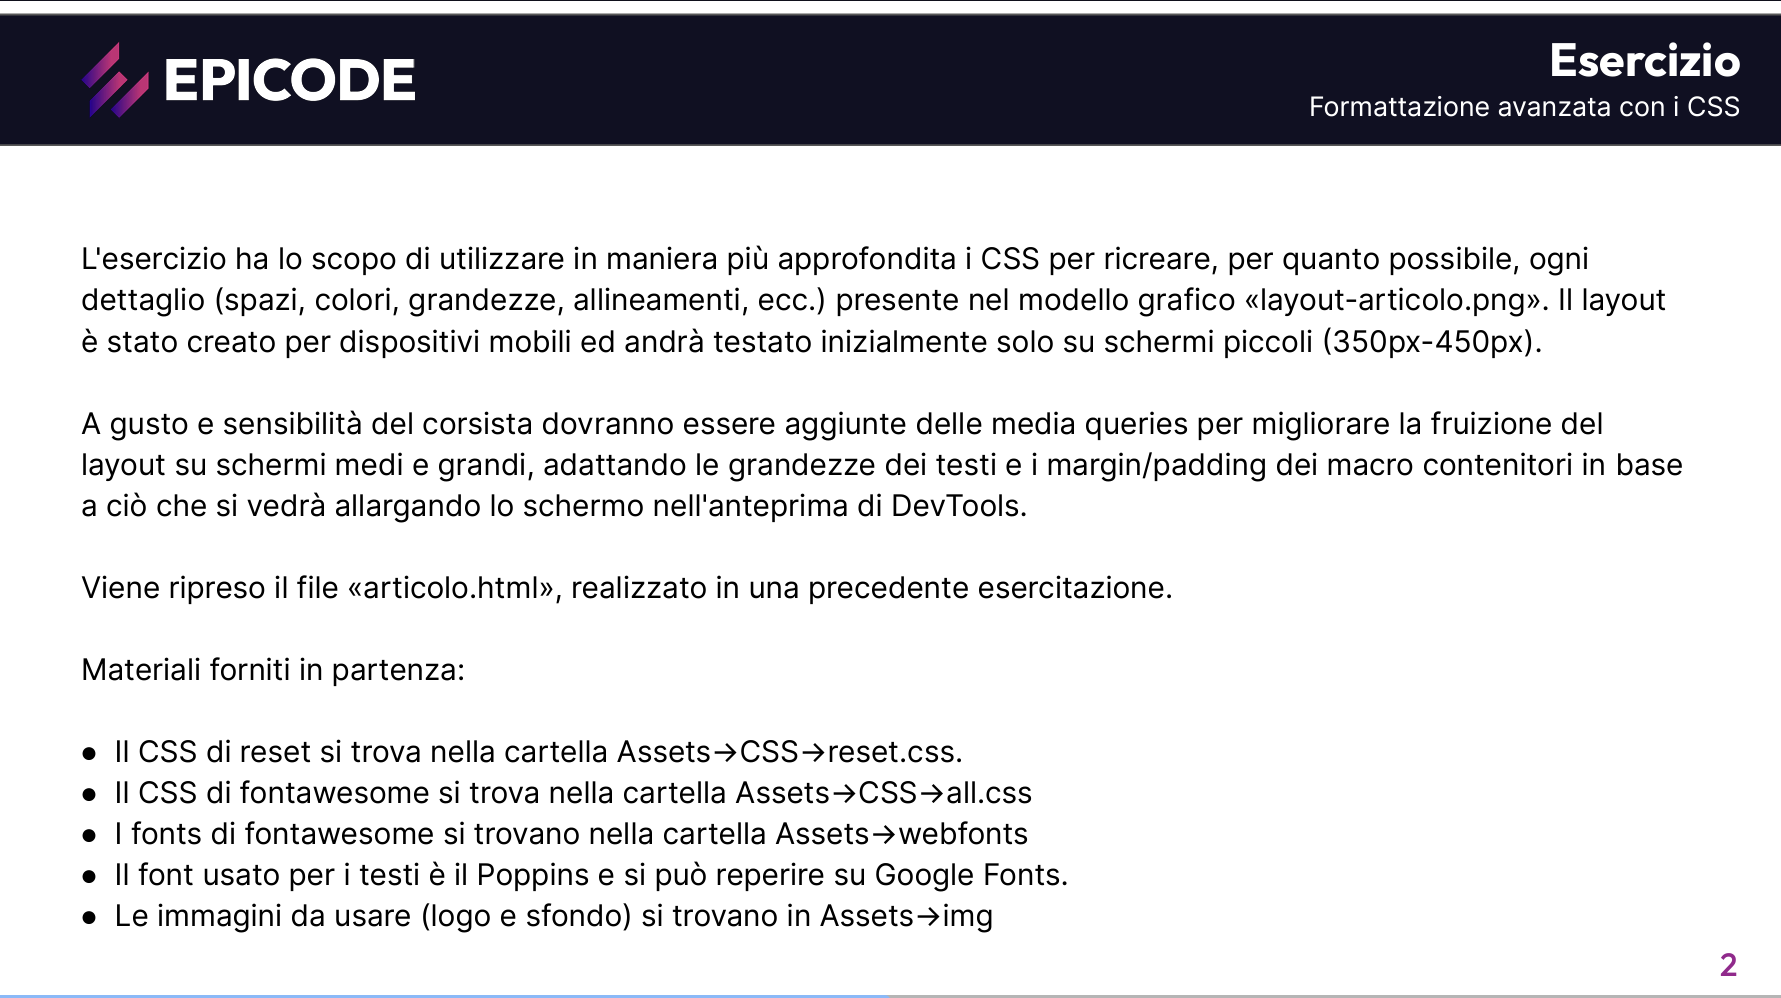 EPICODE
Esercizio
Formattazione avanzata con i CSS
L'esercizio ha lo scopo di utilizzare in maniera più approfondita i CSS per ricreare, per quanto possibile, ogni
dettaglio (spazi, colori, grandezze, allineamenti, ecc.) presente nel modello grafico «layout-articolo.png». Il layout
è stato creato per dispositivi mobili ed andrà testato inizialmente solo su schermi piccoli (350px-450px).
A gusto e sensibilità del corsista dovranno essere aggiunte delle media queries per migliorare la fruizione del
layout su schermi medi e grandi, adattando le grandezze dei testi e i margin/padding dei macro contenitori in base
a ciò che si vedrà allargando lo schermo nell'anteprima di DevTools.
Viene ripreso il file «articolo.html», realizzato in una precedente esercitazione.
Materiali forniti in partenza:
● Il CSS di reset si trova nella cartella Assets→CSS→reset.css.
● Il CSS di fontawesome si trova nella cartella Assets→CSS→all.css
● I fonts di fontawesome si trovano nella cartella Assets→webfonts
● Il font usato per i testi è il Poppins e si può reperire su Google Fonts.
● Le immagini da usare (logo e sfondo) si trovano in Assets→img
2